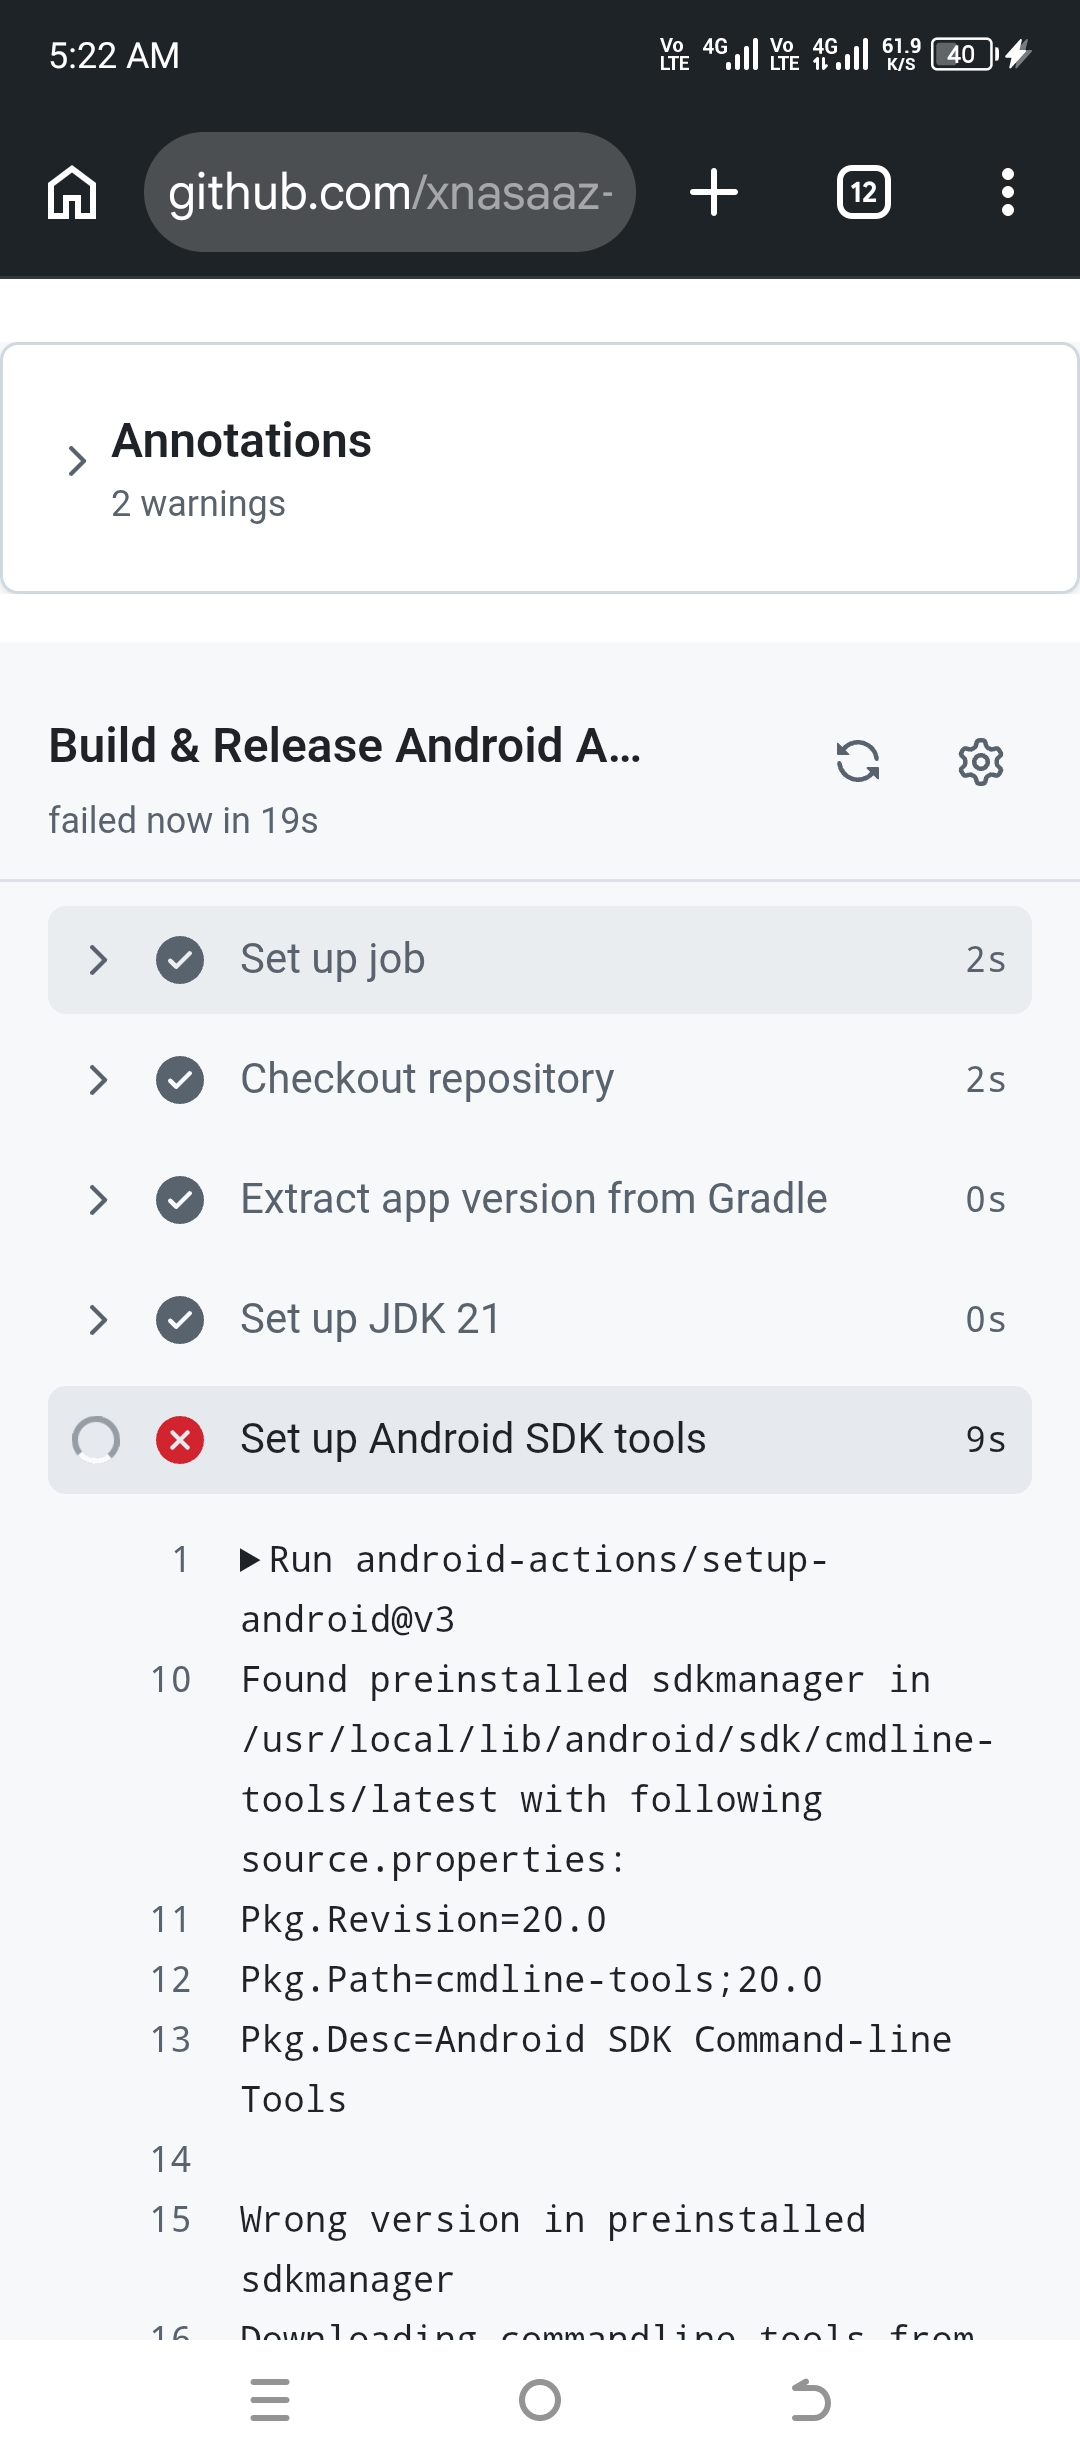 5:22 AM
Vo LTE 4G Vo LTE 4G 61.9 K/S 40
github.com/xnasaaz-
12
Annotations
2 warnings
Build & Release Android A...
failed now in 19s
Set up job 2s
Checkout repository 2s
Extract app version from Gradle 0s
Set up JDK 21 0s
Set up Android SDK tools 9s
1 Run android-actions/setup-
android@v3
10 Found preinstalled sdkmanager in
/usr/local/lib/android/sdk/cmdline-
tools/latest with following
source.properties:
11 Pkg.Revision=20.0
12 Pkg.Path=cmdline-tools;20.0
13 Pkg.Desc=Android SDK Command-line
Tools
14
15 Wrong version in preinstalled
sdkmanager
16 Downloading commandline tools from